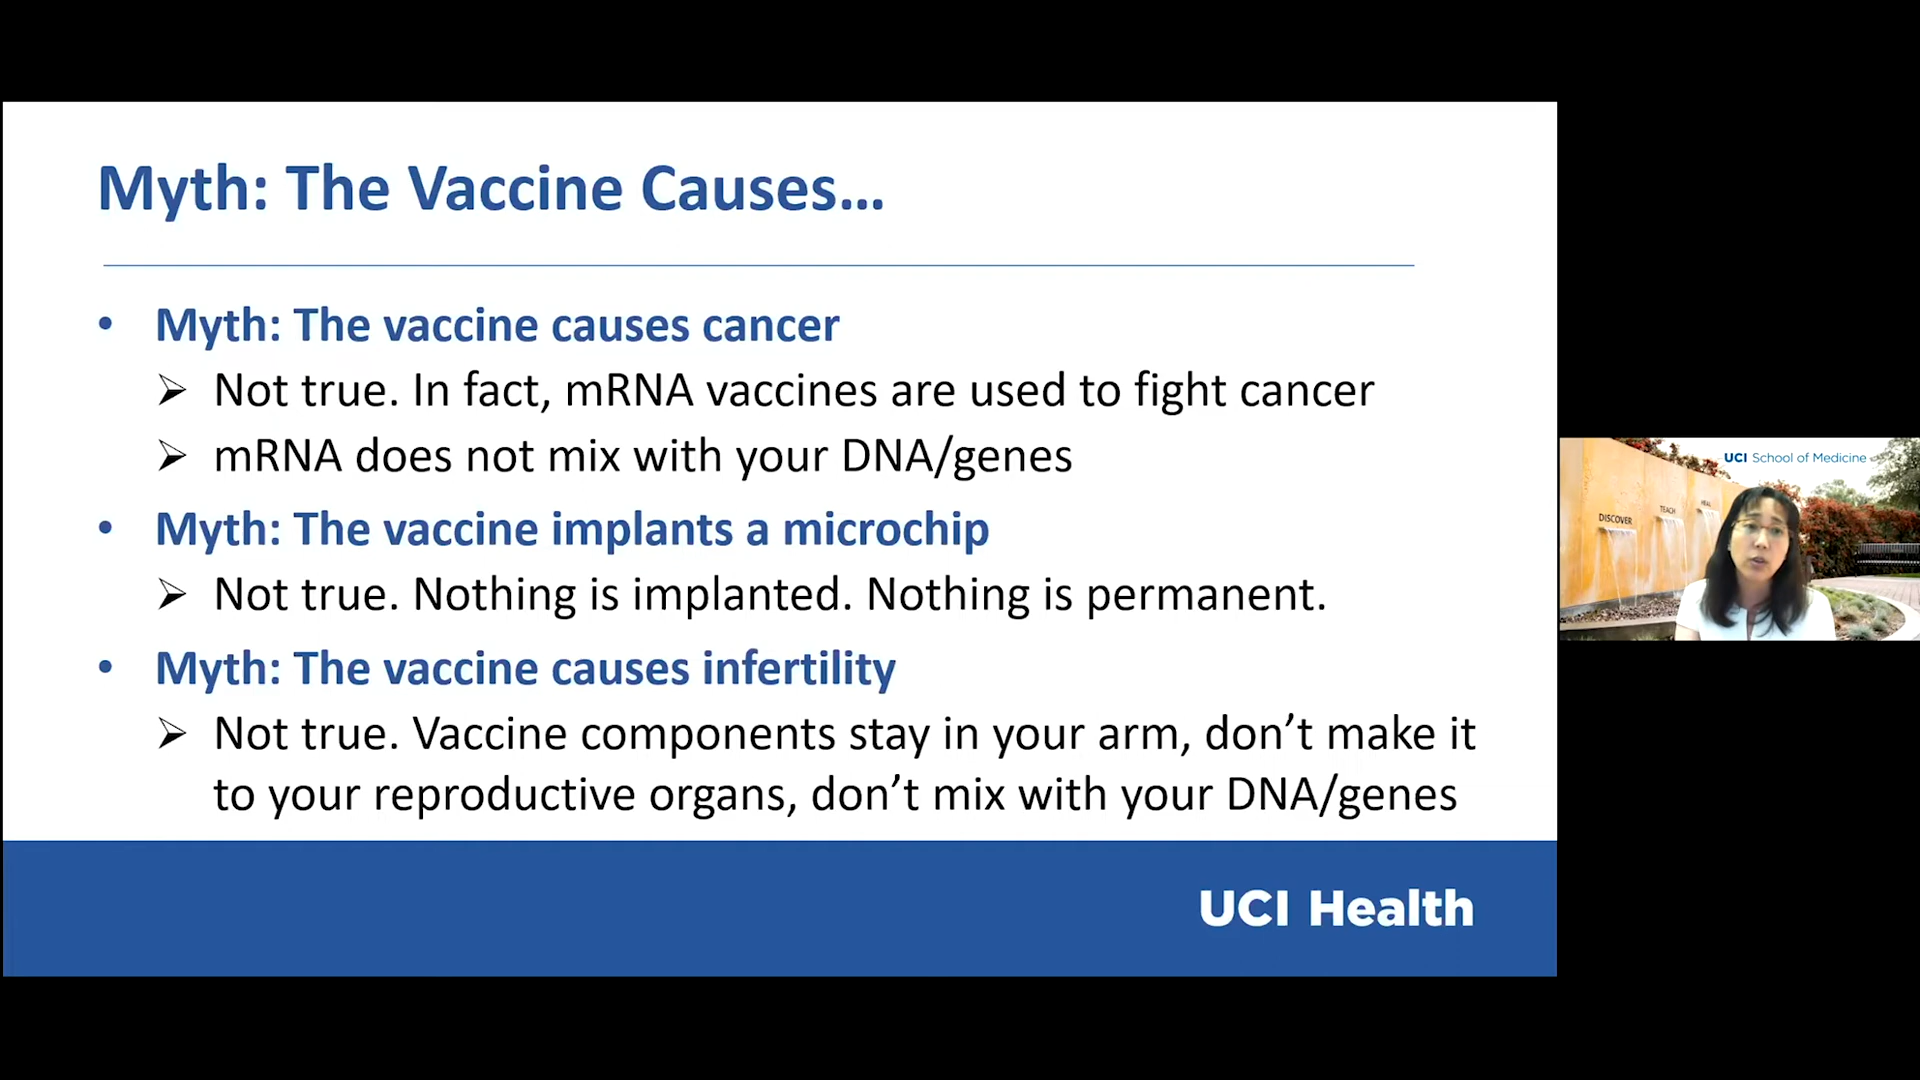 Myth: The Vaccine Causes...
• Myth: The vaccine causes cancer
➢ Not true. In fact, mRNA vaccines are used to fight cancer
➢ mRNA does not mix with your DNA/genes
• Myth: The vaccine implants a microchip
➢ Not true. Nothing is implanted. Nothing is permanent.
• Myth: The vaccine causes infertility
➢ Not true. Vaccine components stay in your arm, don’t make it
to your reproductive organs, don’t mix with your DNA/genes
UCI Health
UCI School of Medicine
DISCOVER
TEACH
HEAL